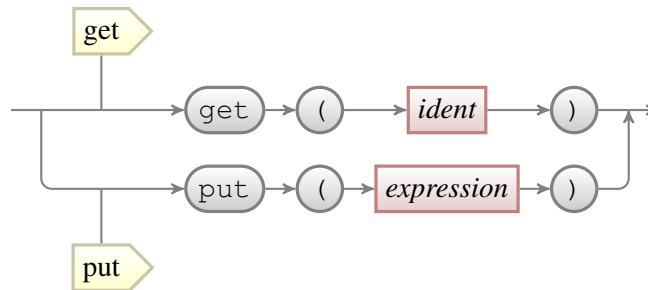 get
get ( ident )
put ( expression )
put